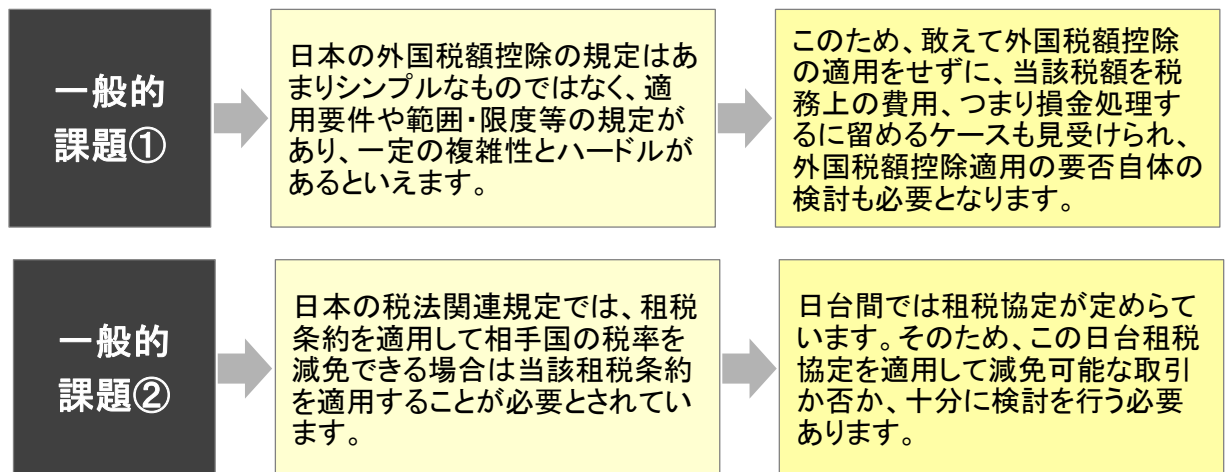 一般的
課題①
日本の外国税額控除の規定はあ
まりシンプルなものではなく、適
用要件や範囲・限度等の規定が
あり、一定の複雑性とハードルが
あるといえます。
このため、敢えて外国税額控除
の適用をせずに、当該税額を税
務上の費用、つまり損金処理す
るに留めるケースも見受けられ、
外国税額控除適用の要否自体の
検討も必要となります。
一般的
課題②
日本の税法関連規定では、租税
条約を適用して相手国の税率を
減免できる場合は当該租税条約
を適用することが必要とされてい
ます。
日台間では租税協定が定めらて
います。そのため、この日台租税
協定を適用して減免可能な取引
か否か、十分に検討を行う必要
あります。